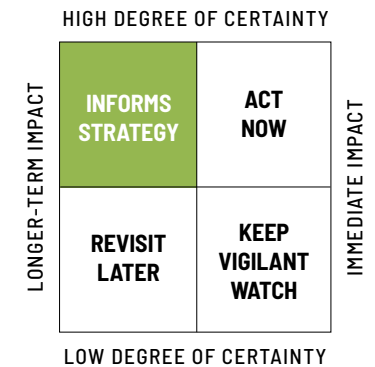 HIGH DEGREE OF CERTAINTY
LONGER-TERM IMPACT
INFORMS
STRATEGY
ACT
NOW
IMMEDIATE IMPACT
REVISIT
LATER
KEEP
VIGILANT
WATCH
LOW DEGREE OF CERTAINTY